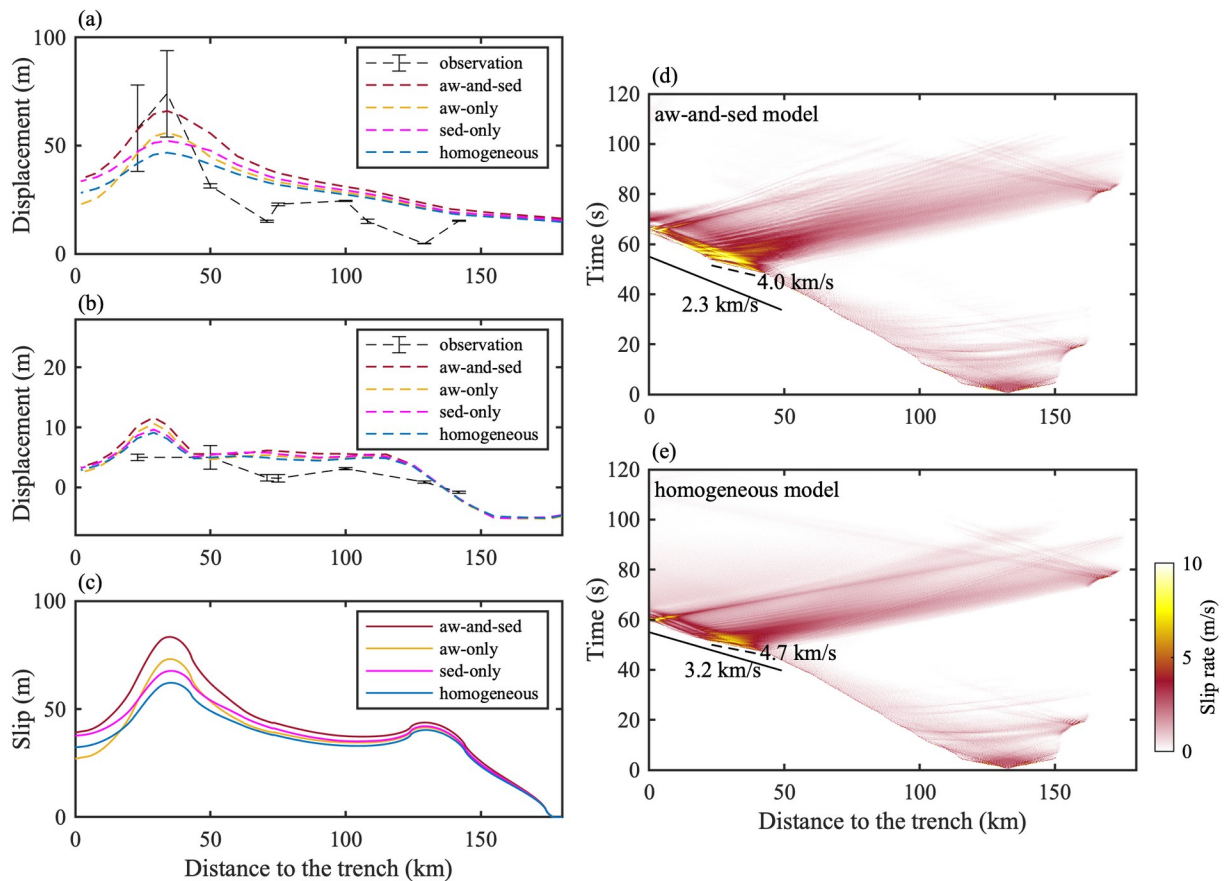 (a)
100
50
0
Displacement (m)
observation
aw-and-sed
aw-only
sed-only
homogeneous
0 50 100 150
(b)
20
10
0
Displacement (m)
observation
aw-and-sed
aw-only
sed-only
homogeneous
0 50 100 150
(c)
100
50
0
Slip (m)
aw-and-sed
aw-only
sed-only
homogeneous
0 50 100 150
Distance to the trench (km)
(d)
120
100
80
60
40
20
0
Time (s)
aw-and-sed model
4.0 km/s
2.3 km/s
0 50 100 150
(e)
120
100
80
60
40
20
0
Time (s)
homogeneous model
4.7 km/s
3.2 km/s
0 50 100 150
Distance to the trench (km)
10
5
0
Slip rate (m/s)